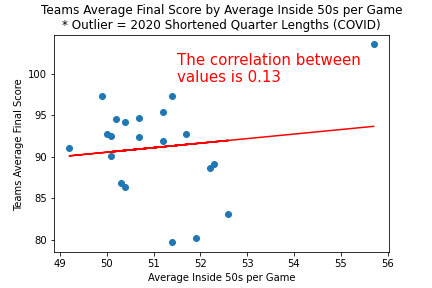 Teams Average Final Score by Average Inside 50s per Game
* Outlier = 2020 Shortened Quarter Lengths (COVID)
The correlation between
values is 0.13
Teams Average Final Score
100
95
90
85
80
49
50
51
52
53
54
55
56
Average Inside 50s per Game